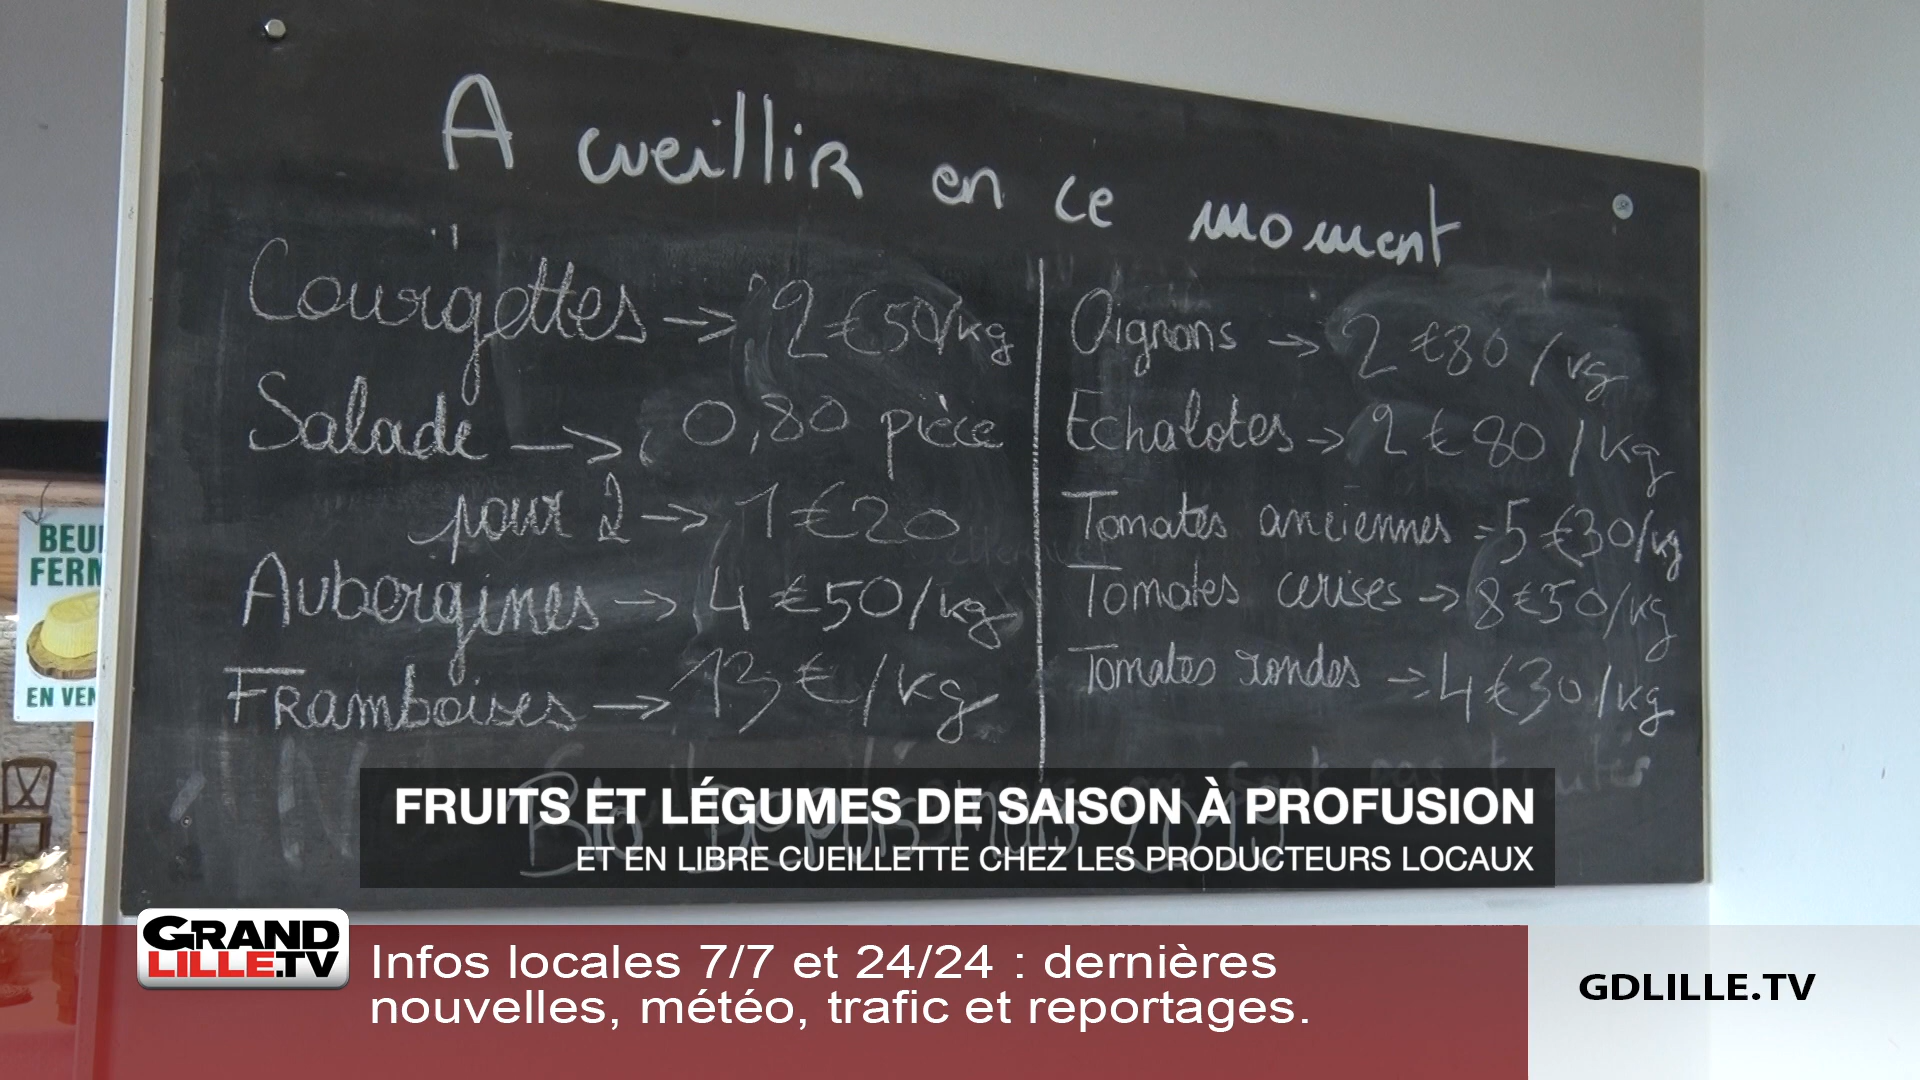 A cueillir en ce moment
Courgettes -> 2€50/kg
Salade -> 0,80 pièce
pour 2 -> 1€20
Aubergines -> 4€50/kg
Framboises -> 13€/kg
Oignons -> 2€80/kg
Echalotes -> 2€80/kg
Tomates anciennes = 5€30/kg
Tomates cerises -> 8€50/kg
Tomates rondes -> 4€30/kg
BEU
FERM
EN VEN
FRUITS ET LÉGUMES DE SAISON À PROFUSION
ET EN LIBRE CUEILLETTE CHEZ LES PRODUCTEURS LOCAUX
GRAND
LILLE.TV
Infos locales 7/7 et 24/24 : dernières
nouvelles, météo, trafic et reportages.
GDLILLE.TV